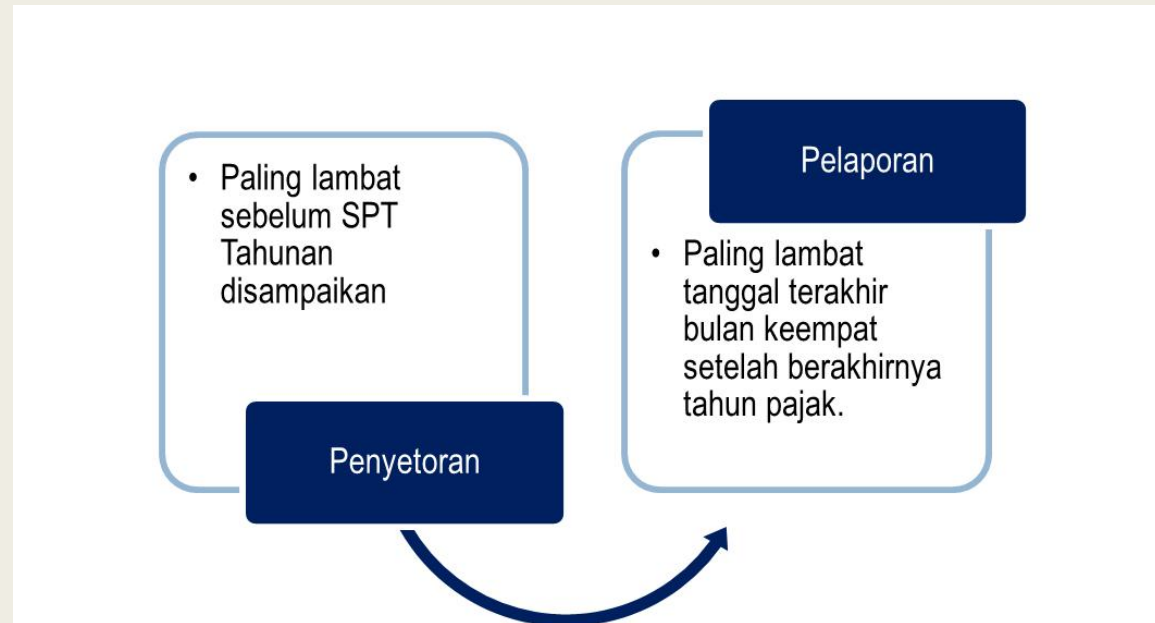 • Paling lambat
sebelum SPT
Tahunan
disampaikan
Penyetoran
Pelaporan
• Paling lambat
tanggal terakhir
bulan keempat
setelah berakhirnya
tahun pajak.